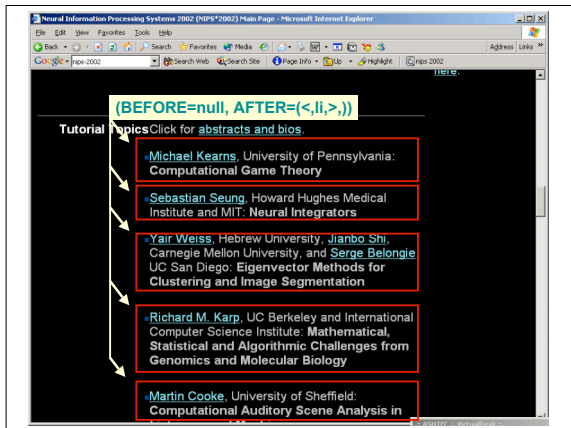 Neural Information Processing Systems 2002 (NIPS*2002) Main Page - Microsoft Internet Explorer
File Edit View Favorites Tools Help
Back Search Favorites Media Address Links »
Google nips-2002 Search Web Search Site Page Info Up Highlight nips 2002
here.
(BEFORE=null, AFTER=(<,li,>,))
Tutorial Topics Click for abstracts and bios.
Michael Kearns, University of Pennsylvania:
Computational Game Theory
Sebastian Seung, Howard Hughes Medical
Institute and MIT: Neural Integrators
Yair Weiss, Hebrew University, Jianbo Shi,
Carnegie Mellon University, and Serge Belongie
UC San Diego: Eigenvector Methods for
Clustering and Image Segmentation
Richard M. Karp, UC Berkeley and International
Computer Science Institute: Mathematical,
Statistical and Algorithmic Challenges from
Genomics and Molecular Biology
Martin Cooke, University of Sheffield:
Computational Auditory Scene Analysis in